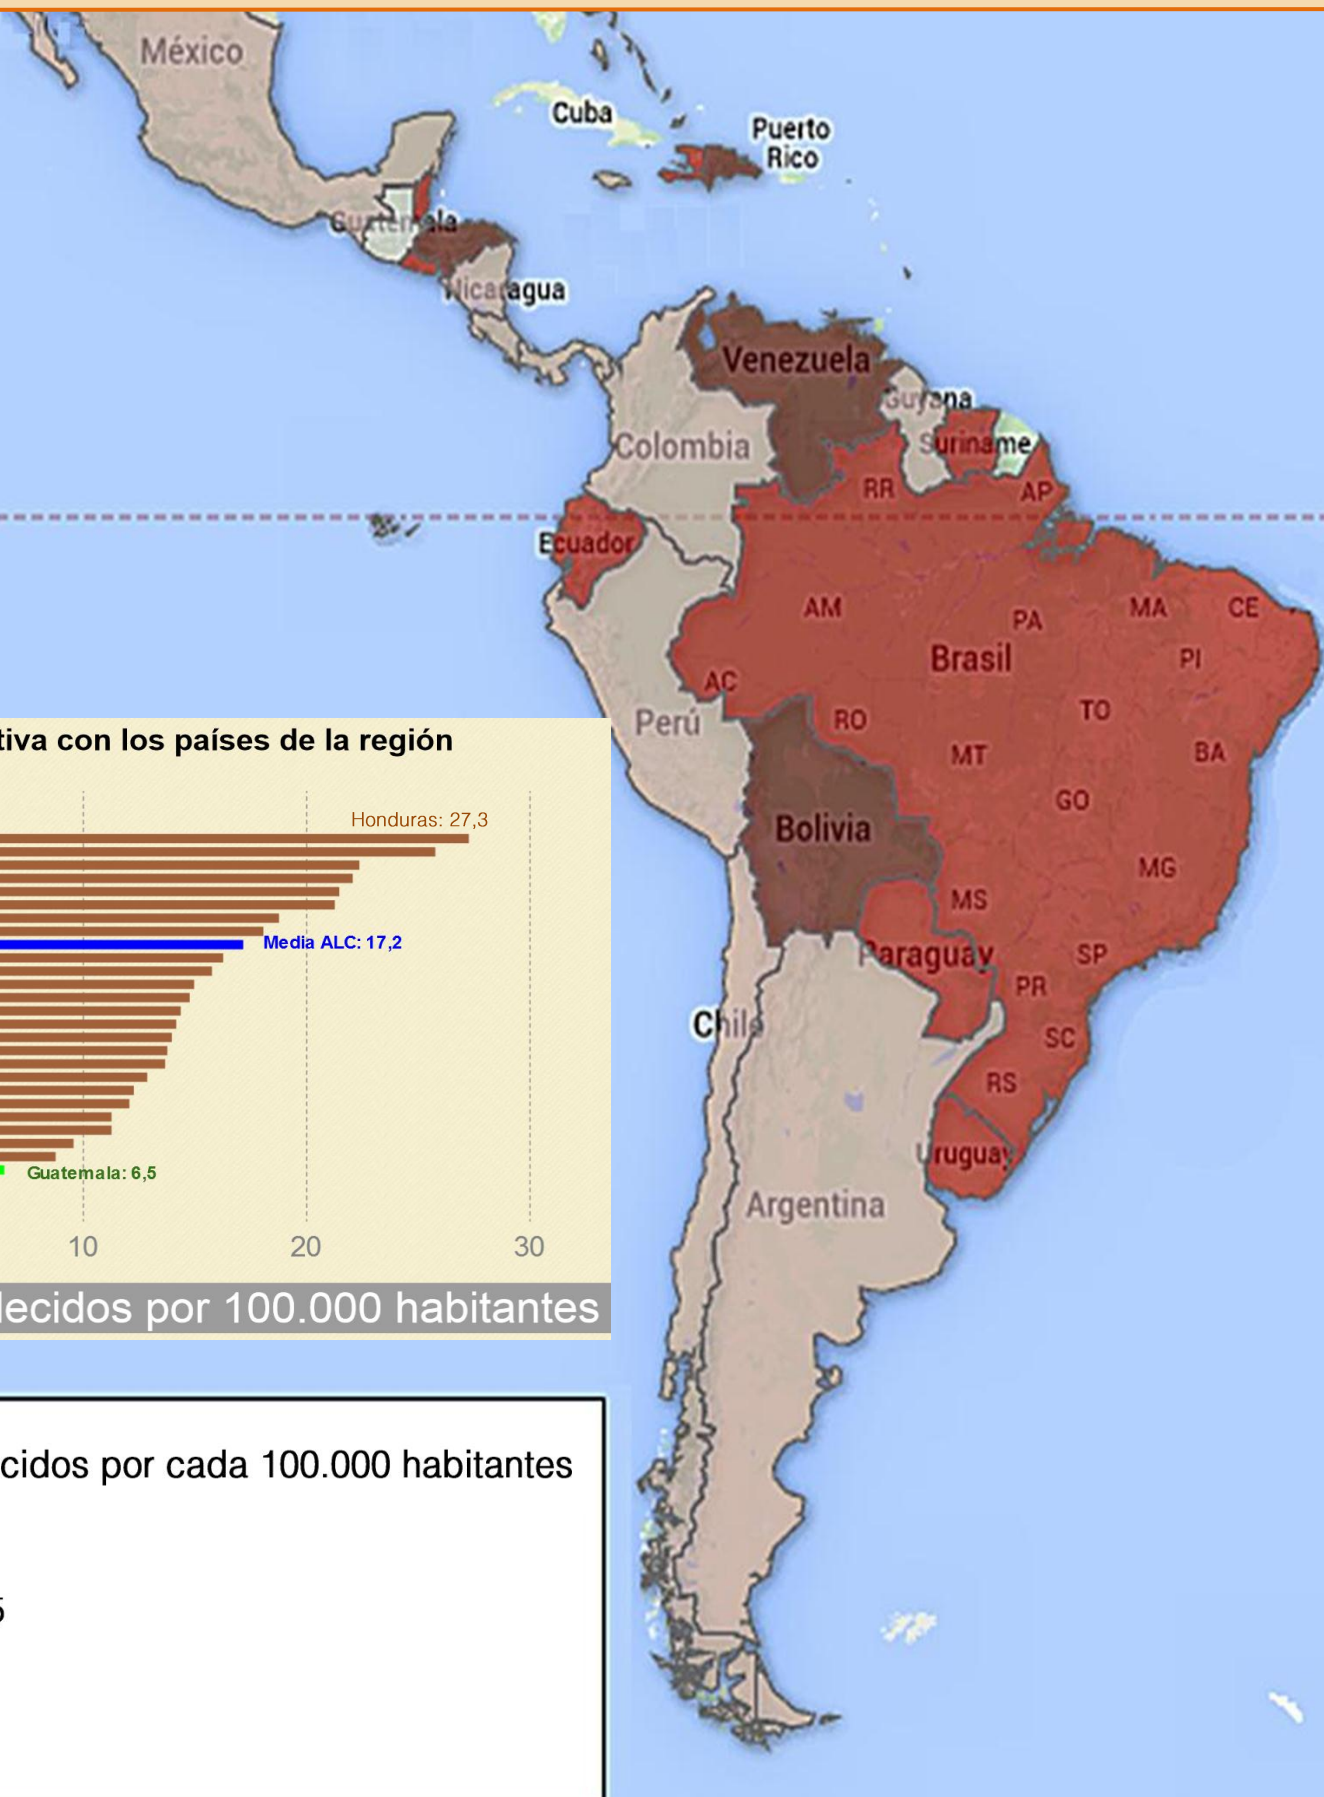 México
Cuba
Puerto
Rico
Guatemala
Nicaragua
Venezuela
Guyana
Suriname
Colombia
RR
AP
Ecuador
AM
PA
MA
CE
Brasil
PI
AC
Perú
RO
TO
MT
BA
GO
Bolivia
MG
MS
Paraguay
SP
PR
Chile
SC
RS
Uruguay
Argentina
tiva con los países de la región
Honduras: 27,3
Media ALC: 17,2
Guatemala: 6,5
10 20 30
lecidos por 100.000 habitantes
cidos por cada 100.000 habitantes
5